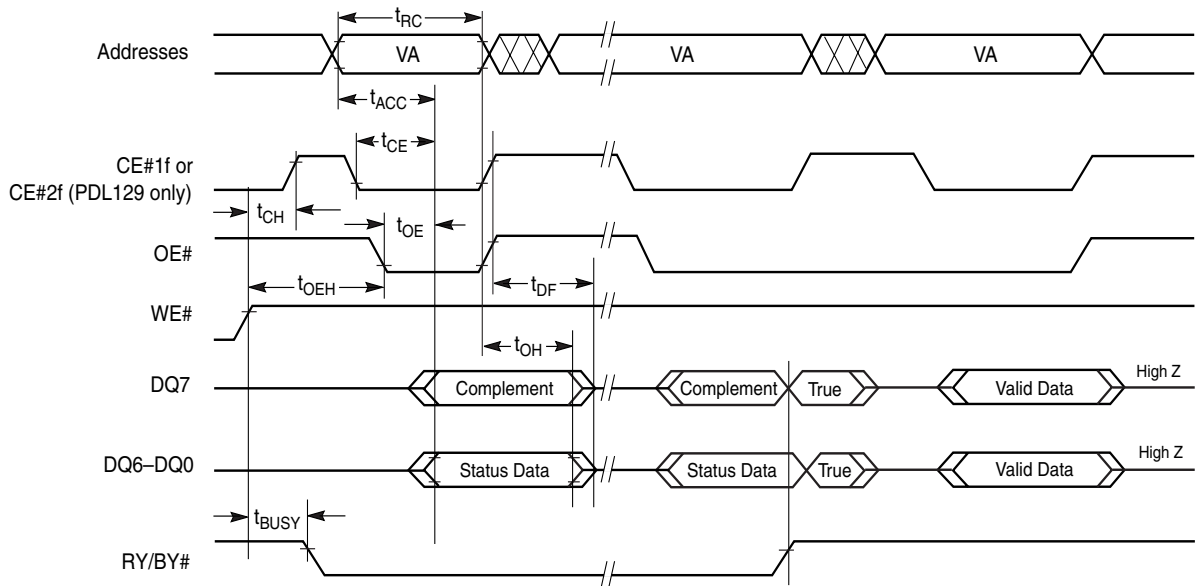 tRC
Addresses VA VA VA
tACC
tCE
CE#1f or
CE#2f (PDL129 only)
tCH tOE
OE#
tOEH tDF
WE#
tOH
DQ7 Complement Complement True Valid Data High Z
DQ6–DQ0 Status Data Status Data True Valid Data High Z
tBUSY
RY/BY#